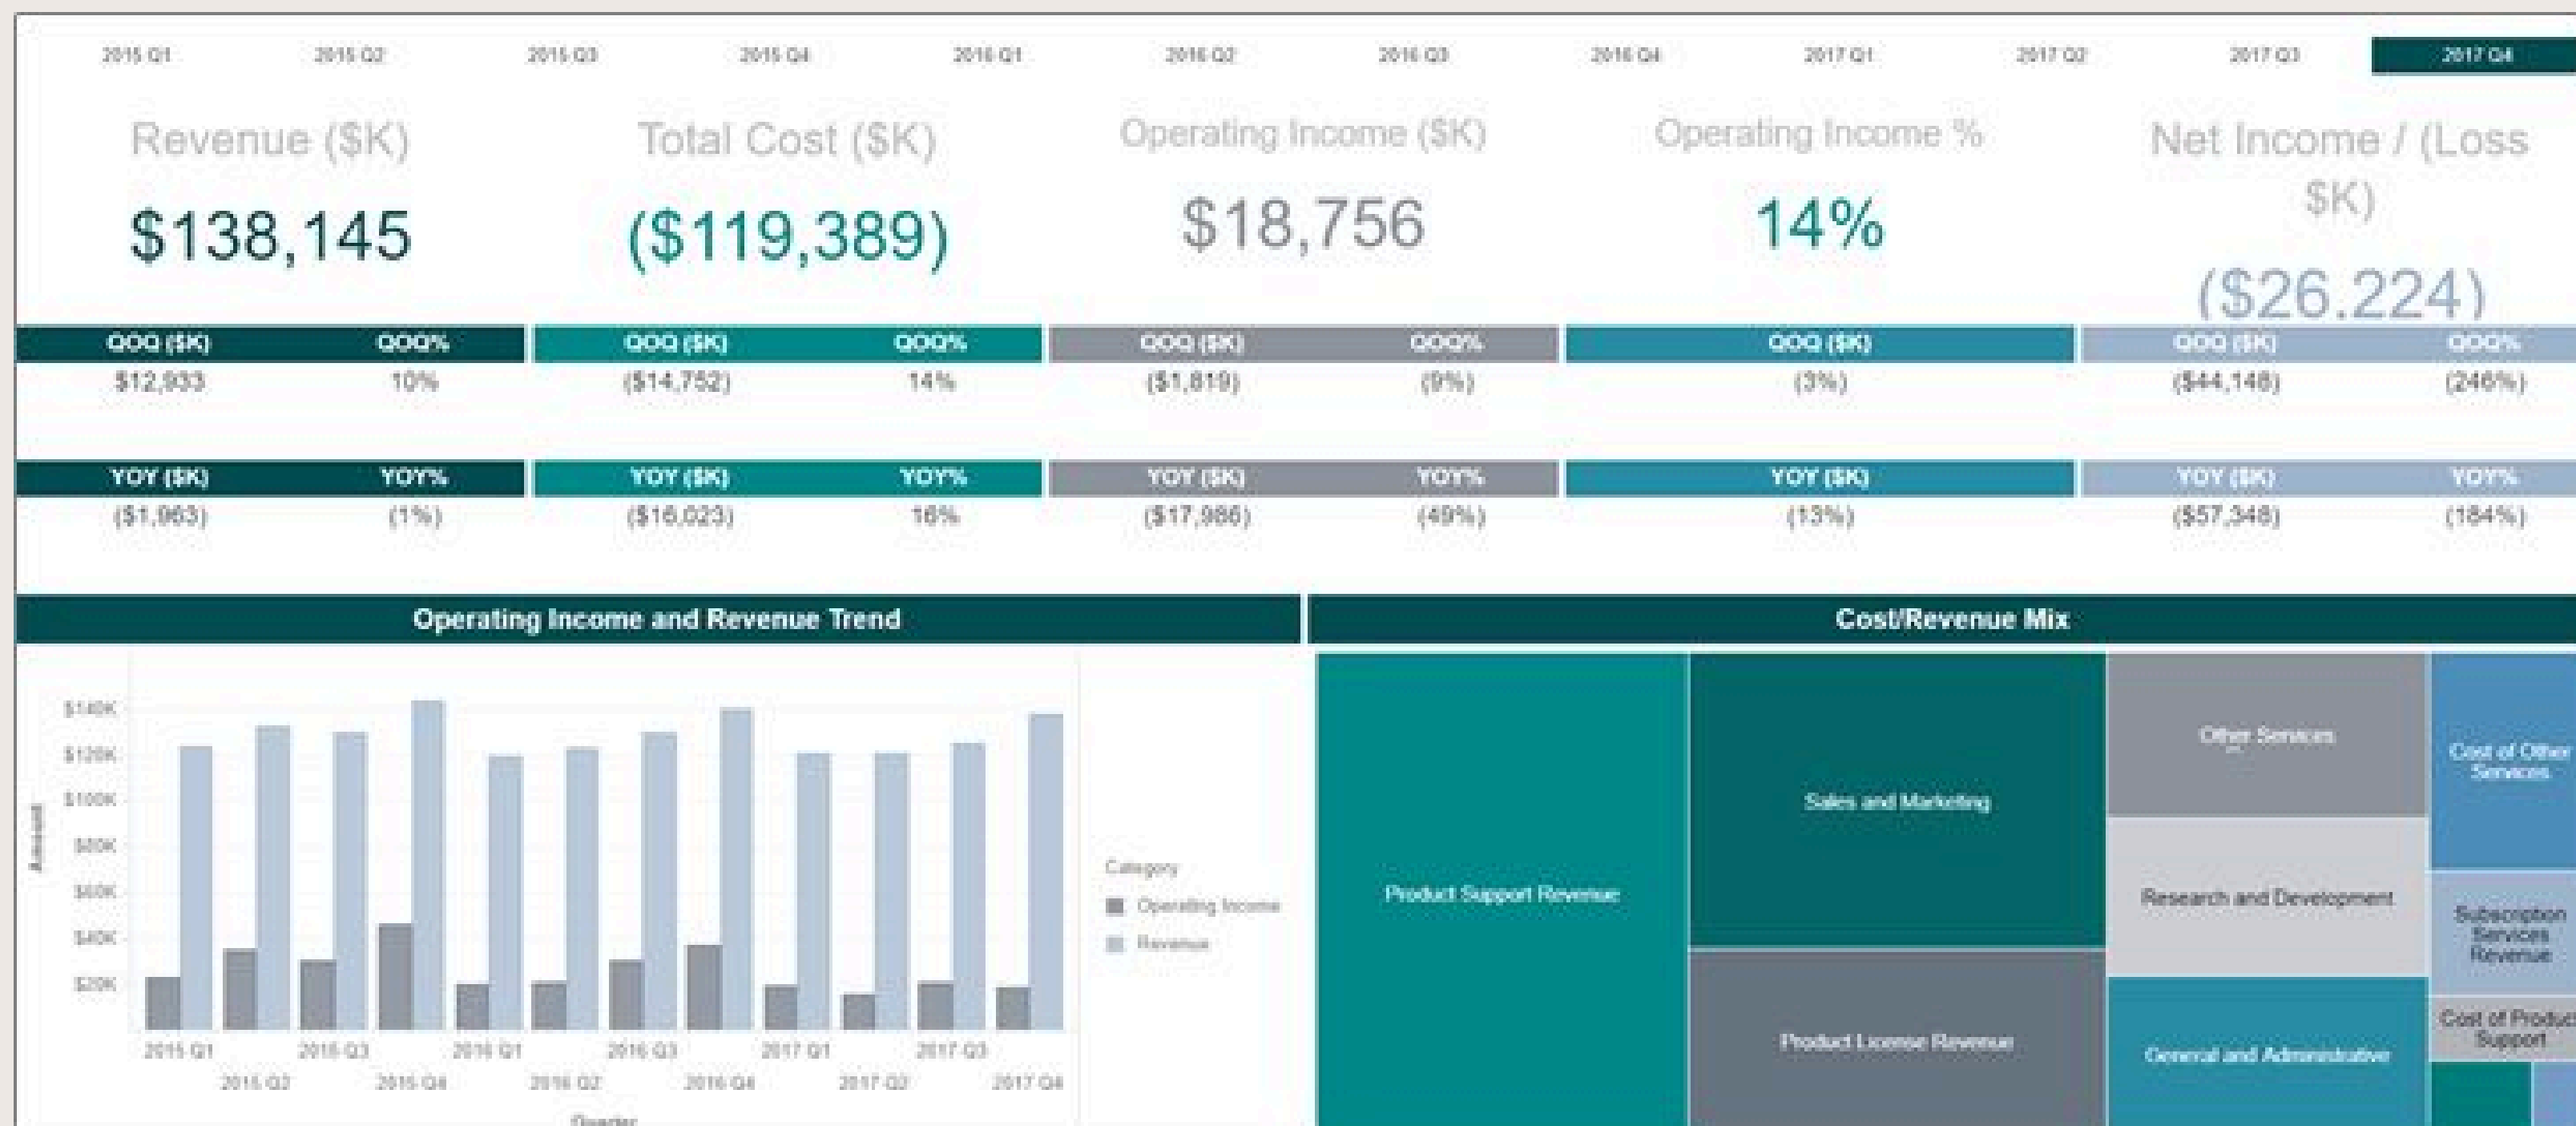 2015 Q1 2015 Q2 2015 Q3 2015 Q4 2016 Q1 2016 Q2 2016 Q3 2016 Q4 2017 Q1 2017 Q2 2017 Q3 2017 Q4
Revenue ($K) Total Cost ($K) Operating Income ($K) Operating Income % Net Income / (Loss
$K)
$138,145 ($119,389) $18,756 14% ($26.224)
QOQ ($K) QOQ% QOQ ($K) QOQ% QOQ ($K) QOQ% QOQ ($K) QOQ ($K) QOQ%
$12,933 10% ($14,752) 14% ($1,819) (9%) (3%) ($44,148) (246%)
YOY ($K) YOY% YOY ($K) YOY% YOY ($K) YOY% YOY ($K) YOY ($K) YOY%
($1,963) (1%) ($16,023) 16% ($17,986) (49%) (13%) ($57,348) (184%)
Operating Income and Revenue Trend
Amount
$140K
$120K
$100K
$80K
$60K
$40K
$20K
2015 Q1 2015 Q3 2016 Q1 2016 Q3 2017 Q1 2017 Q3
2015 Q2 2015 Q4 2016 Q2 2016 Q4 2017 Q2 2017 Q4
Quarter
Category
Operating Income
Revenue
Cost/Revenue Mix
Product Support Revenue
Sales and Marketing
Product License Revenue
Other Services
Research and Development
General and Administrative
Cost of Other
Services
Subscription
Services
Revenue
Cost of Product
Support